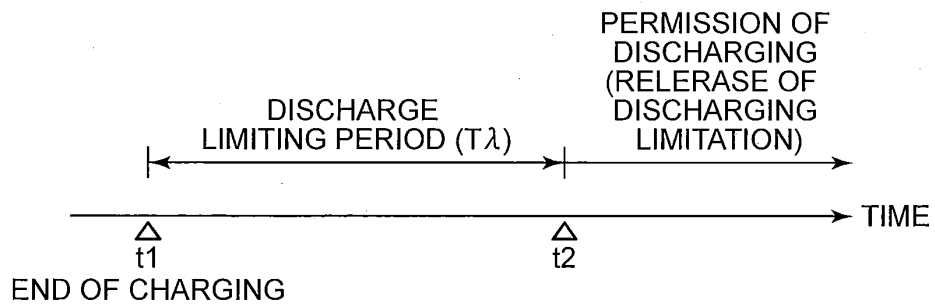 PERMISSION OF
DISCHARGING
(RELERASE OF
DISCHARGING
LIMITATION)
DISCHARGE
LIMITING PERIOD (Tλ)
TIME
t1
t2
END OF CHARGING